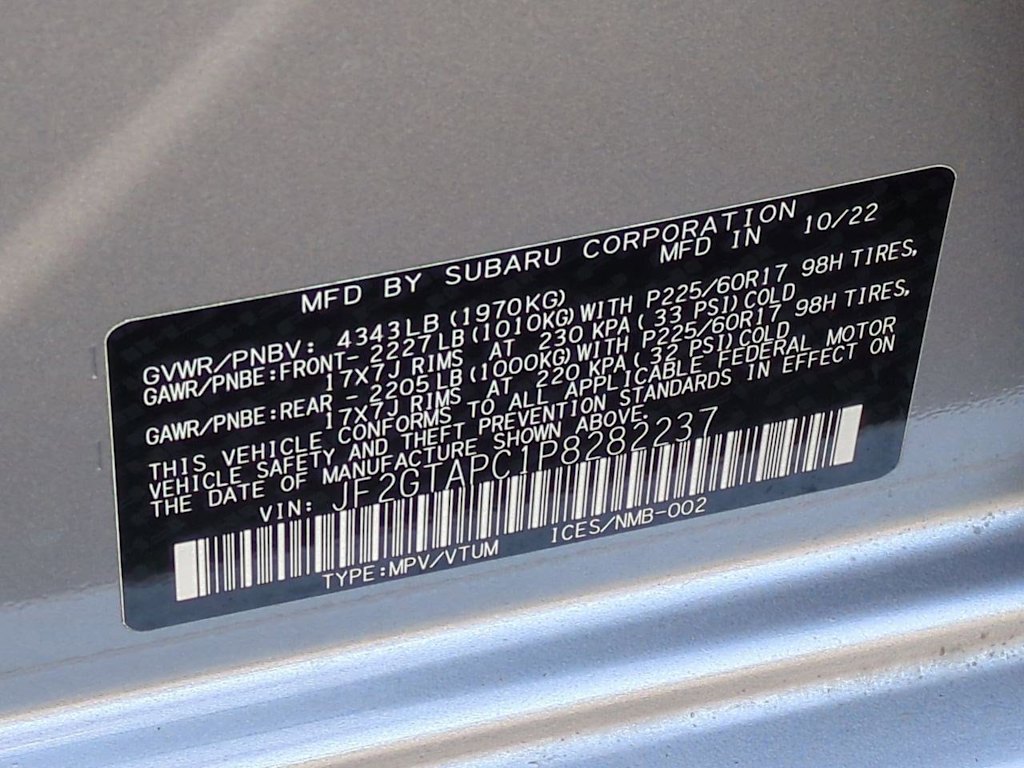 MFD BY SUBARU CORPORATION
MFD IN 10/22
GVWR/PNBV: 4343LB(1970KG)
GAWR/PNBE:FRONT- 2227LB(1010KG)WITH P225/60R17 98H TIRES,
17X7J RIMS AT 230 KPA (33 PSI)COLD
GAWR/PNBE:REAR - 2205LB(1000KG)WITH P225/60R17 98H TIRES,
17X7J RIMS AT 220 KPA (32 PSI)COLD
THIS VEHICLE CONFORMS TO ALL APPLICABLE FEDERAL MOTOR
VEHICLE SAFETY AND THEFT PREVENTION STANDARDS IN EFFECT ON
THE DATE OF MANUFACTURE SHOWN ABOVE.
VIN: JF2GTAPC1P8282237
TYPE:MPV/VTUM ICES/NMB-002